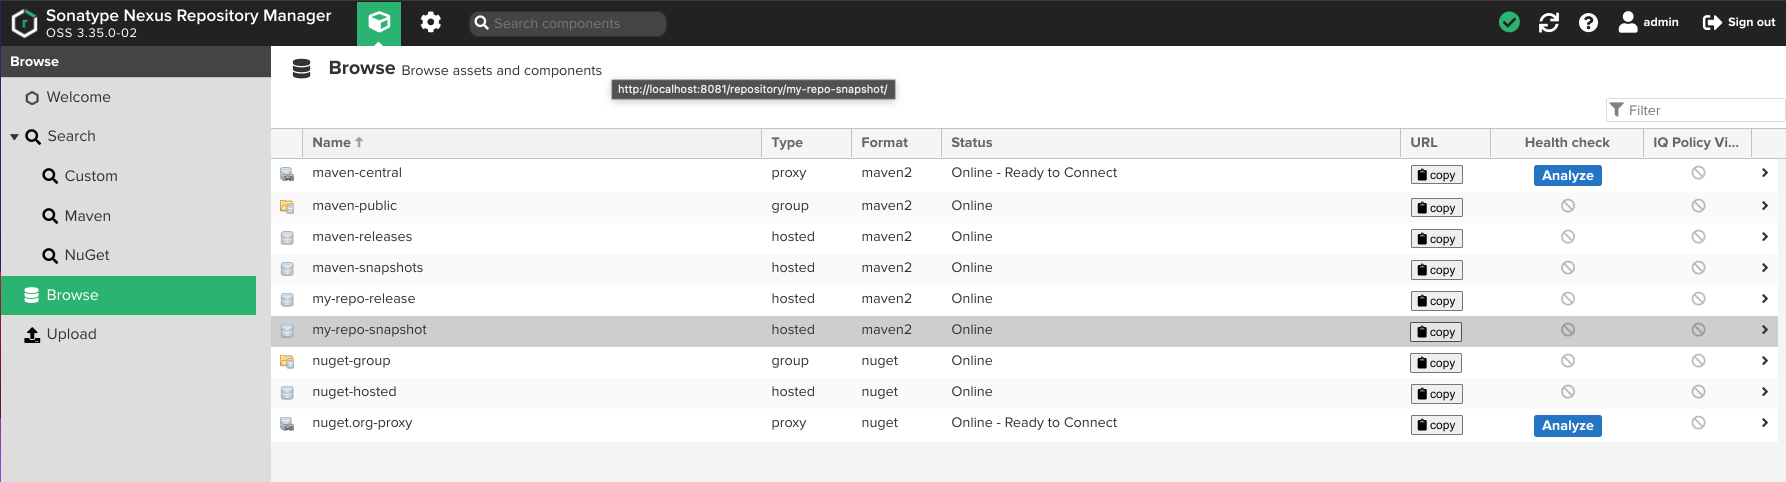 Sonatype Nexus Repository Manager
OSS 3.35.0-02
Search components
admin
Sign out
Browse
Welcome
Search
Custom
Maven
NuGet
Browse
Upload
Browse Browse assets and components
http://localhost:8081/repository/my-repo-snapshot/
Filter
Name Type Format Status URL Health check IQ Policy Vi...
maven-central proxy maven2 Online - Ready to Connect copy Analyze
maven-public group maven2 Online copy
maven-releases hosted maven2 Online copy
maven-snapshots hosted maven2 Online copy
my-repo-release hosted maven2 Online copy
my-repo-snapshot hosted maven2 Online copy
nuget-group group nuget Online copy
nuget-hosted hosted nuget Online copy
nuget.org-proxy proxy nuget Online - Ready to Connect copy Analyze